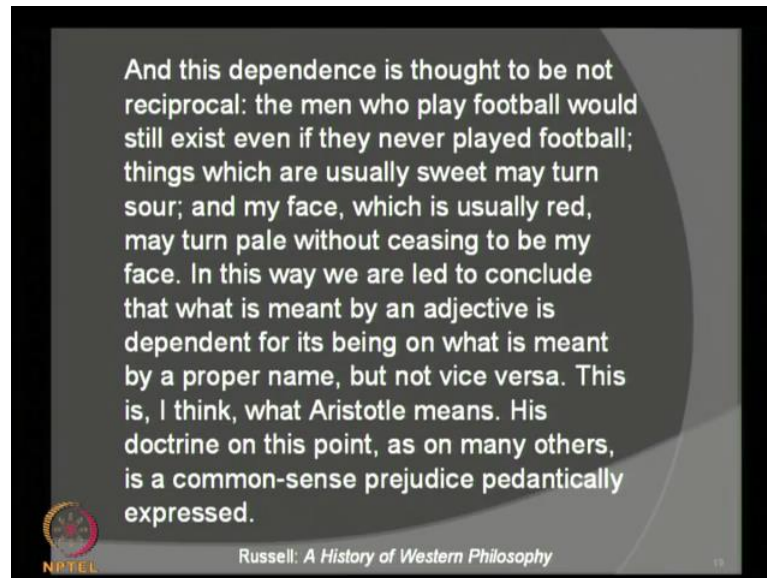 And this dependence is thought to be not
reciprocal: the men who play football would
still exist even if they never played football;
things which are usually sweet may turn
sour; and my face, which is usually red,
may turn pale without ceasing to be my
face. In this way we are led to conclude
that what is meant by an adjective is
dependent for its being on what is meant
by a proper name, but not vice versa. This
is, I think, what Aristotle means. His
doctrine on this point, as on many others,
is a common-sense prejudice pedantically
expressed.
Russell: A History of Western Philosophy
19
NPTEL